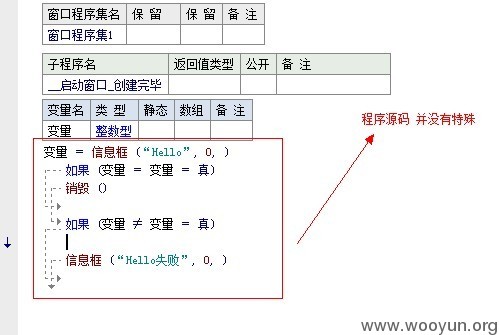 窗口程序集名 保 留 保 留 备 注
窗口程序集1
子程序名 返回值类型 公开 备 注
__启动窗口_创建完毕
变量名 类 型 静态 数组 备 注
变量 整数型
程序源码 并没有特殊
变量 = 信息框 (“Hello”, 0, )
如果 (变量 = 变量 = 真)
销毁 ()
如果 (变量 ≠ 变量 = 真)
信息框 (“Hello失败”, 0, )
www.wooyun.org